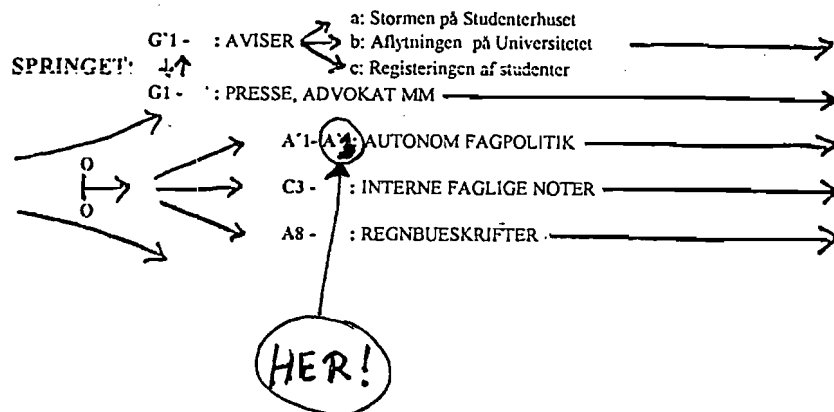 a: Stormen på Studenterhuset
G'1 - : AVISER b: Aflytningen på Universitetet
SPRINGET: c: Registeringen af studenter
G1 - : PRESSE, ADVOKAT MM
A'1- : AUTONOM FAGPOLITIK
O
C3 - : INTERNE FAGLIGE NOTER
O
A8 - : REGNBUESKRIFTER
HER!